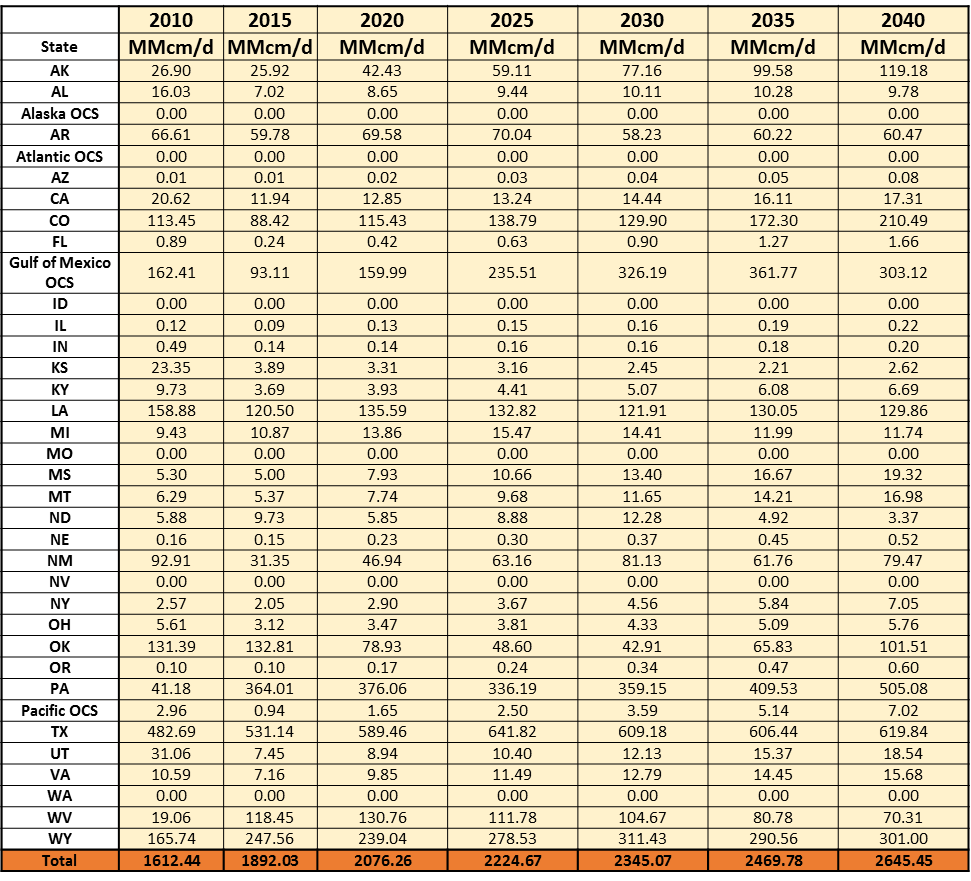 2010 2015 2020 2025 2030 2035 2040
State MMcm/d MMcm/d MMcm/d MMcm/d MMcm/d MMcm/d MMcm/d
AK 26.90 25.92 42.43 59.11 77.16 99.58 119.18
AL 16.03 7.02 8.65 9.44 10.11 10.28 9.78
Alaska OCS 0.00 0.00 0.00 0.00 0.00 0.00 0.00
AR 66.61 59.78 69.58 70.04 58.23 60.22 60.47
Atlantic OCS 0.00 0.00 0.00 0.00 0.00 0.00 0.00
AZ 0.01 0.01 0.02 0.03 0.04 0.05 0.08
CA 20.62 11.94 12.85 13.24 14.44 16.11 17.31
CO 113.45 88.42 115.43 138.79 129.90 172.30 210.49
FL 0.89 0.24 0.42 0.63 0.90 1.27 1.66
Gulf of Mexico
OCS 162.41 93.11 159.99 235.51 326.19 361.77 303.12
ID 0.00 0.00 0.00 0.00 0.00 0.00 0.00
IL 0.12 0.09 0.13 0.15 0.16 0.19 0.22
IN 0.49 0.14 0.14 0.16 0.16 0.18 0.20
KS 23.35 3.89 3.31 3.16 2.45 2.21 2.62
KY 9.73 3.69 3.93 4.41 5.07 6.08 6.69
LA 158.88 120.50 135.59 132.82 121.91 130.05 129.86
MI 9.43 10.87 13.86 15.47 14.41 11.99 11.74
MO 0.00 0.00 0.00 0.00 0.00 0.00 0.00
MS 5.30 5.00 7.93 10.66 13.40 16.67 19.32
MT 6.29 5.37 7.74 9.68 11.65 14.21 16.98
ND 5.88 9.73 5.85 8.88 12.28 4.92 3.37
NE 0.16 0.15 0.23 0.30 0.37 0.45 0.52
NM 92.91 31.35 46.94 63.16 81.13 61.76 79.47
NV 0.00 0.00 0.00 0.00 0.00 0.00 0.00
NY 2.57 2.05 2.90 3.67 4.56 5.84 7.05
OH 5.61 3.12 3.47 3.81 4.33 5.09 5.76
OK 131.39 132.81 78.93 48.60 42.91 65.83 101.51
OR 0.10 0.10 0.17 0.24 0.34 0.47 0.60
PA 41.18 364.01 376.06 336.19 359.15 409.53 505.08
Pacific OCS 2.96 0.94 1.65 2.50 3.59 5.14 7.02
TX 482.69 531.14 589.46 641.82 609.18 606.44 619.84
UT 31.06 7.45 8.94 10.40 12.13 15.37 18.54
VA 10.59 7.16 9.85 11.49 12.79 14.45 15.68
WA 0.00 0.00 0.00 0.00 0.00 0.00 0.00
WV 19.06 118.45 130.76 111.78 104.67 80.78 70.31
WY 165.74 247.56 239.04 278.53 311.43 290.56 301.00
Total 1612.44 1892.03 2076.26 2224.67 2345.07 2469.78 2645.45